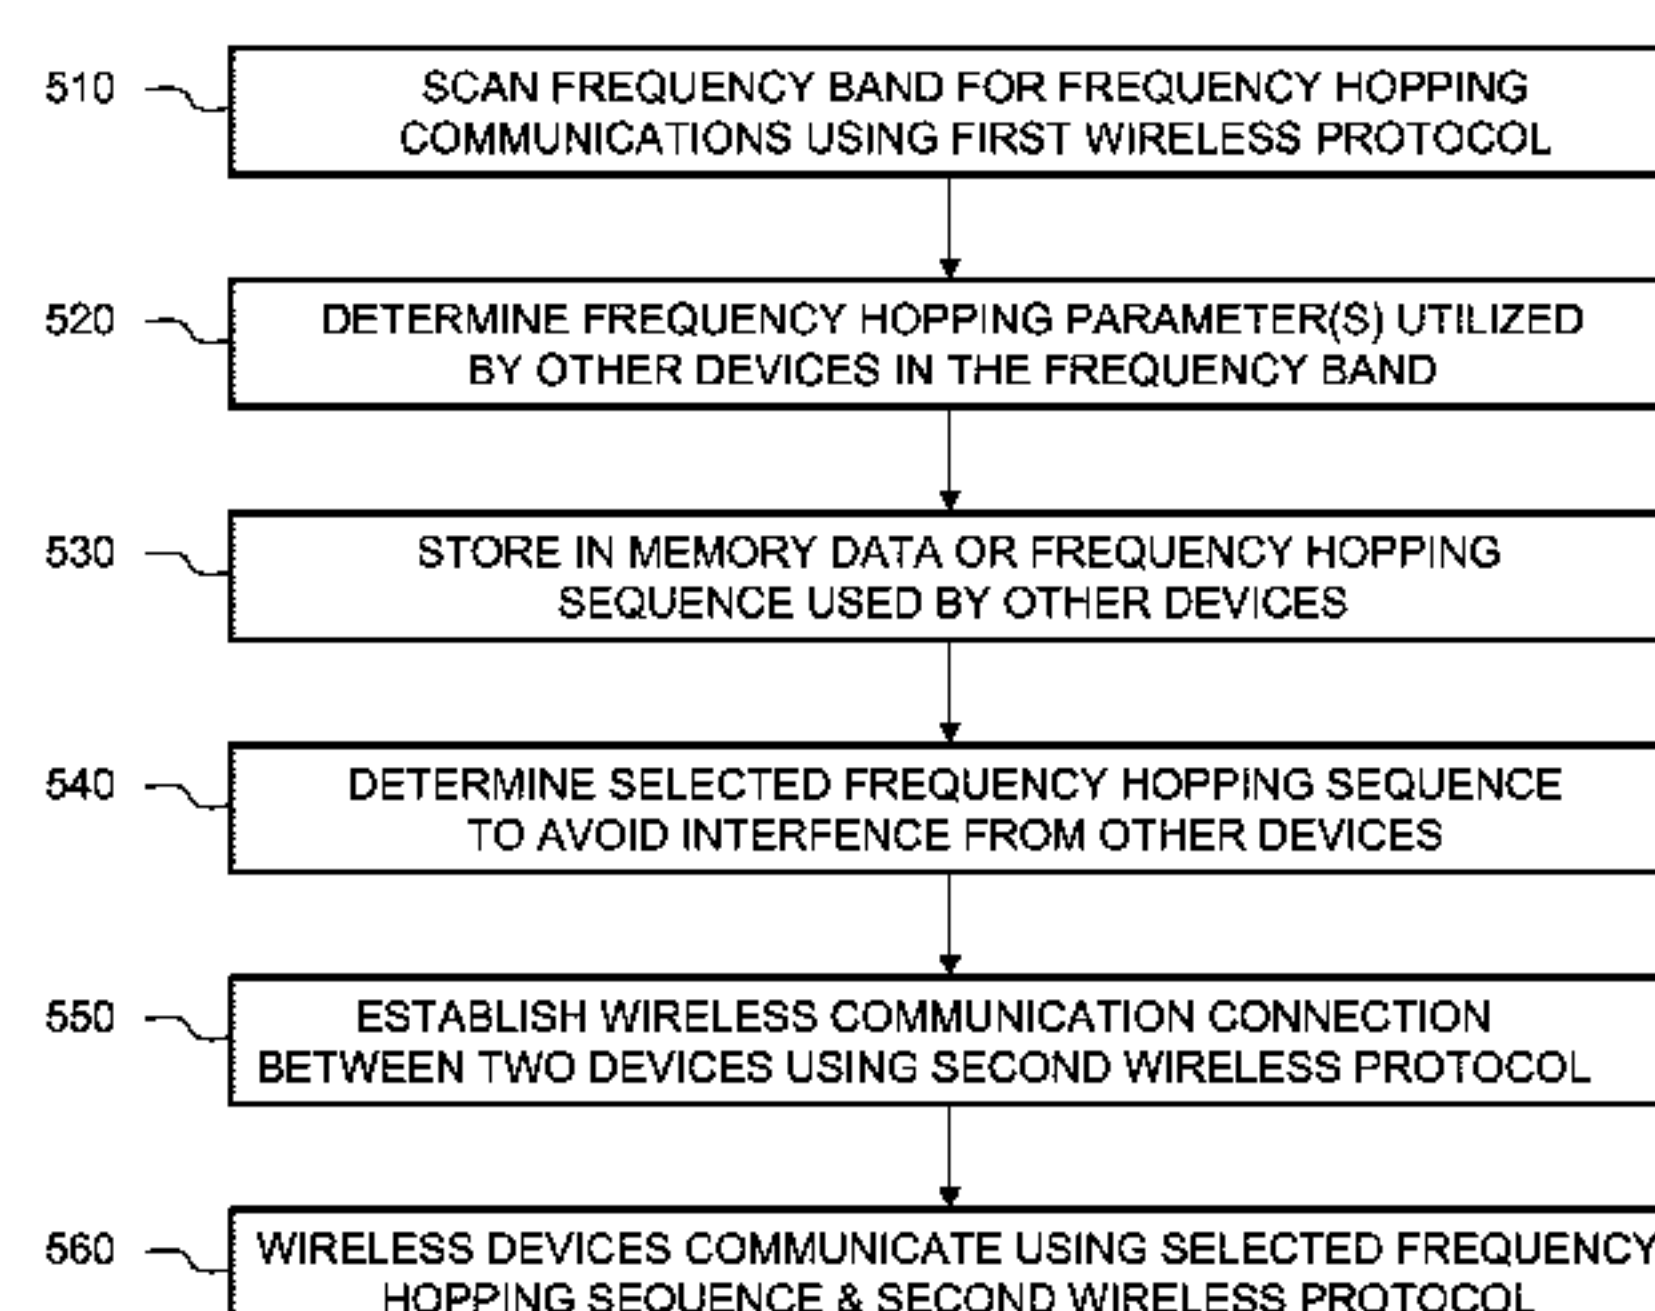 510
SCAN FREQUENCY BAND FOR FREQUENCY HOPPING
COMMUNICATIONS USING FIRST WIRELESS PROTOCOL
520
DETERMINE FREQUENCY HOPPING PARAMETER(S) UTILIZED
BY OTHER DEVICES IN THE FREQUENCY BAND
530
STORE IN MEMORY DATA OR FREQUENCY HOPPING
SEQUENCE USED BY OTHER DEVICES
540
DETERMINE SELECTED FREQUENCY HOPPING SEQUENCE
TO AVOID INTERFENCE FROM OTHER DEVICES
550
ESTABLISH WIRELESS COMMUNICATION CONNECTION
BETWEEN TWO DEVICES USING SECOND WIRELESS PROTOCOL
560
WIRELESS DEVICES COMMUNICATE USING SELECTED FREQUENCY
HOPPING SEQUENCE & SECOND WIRELESS PROTOCOL